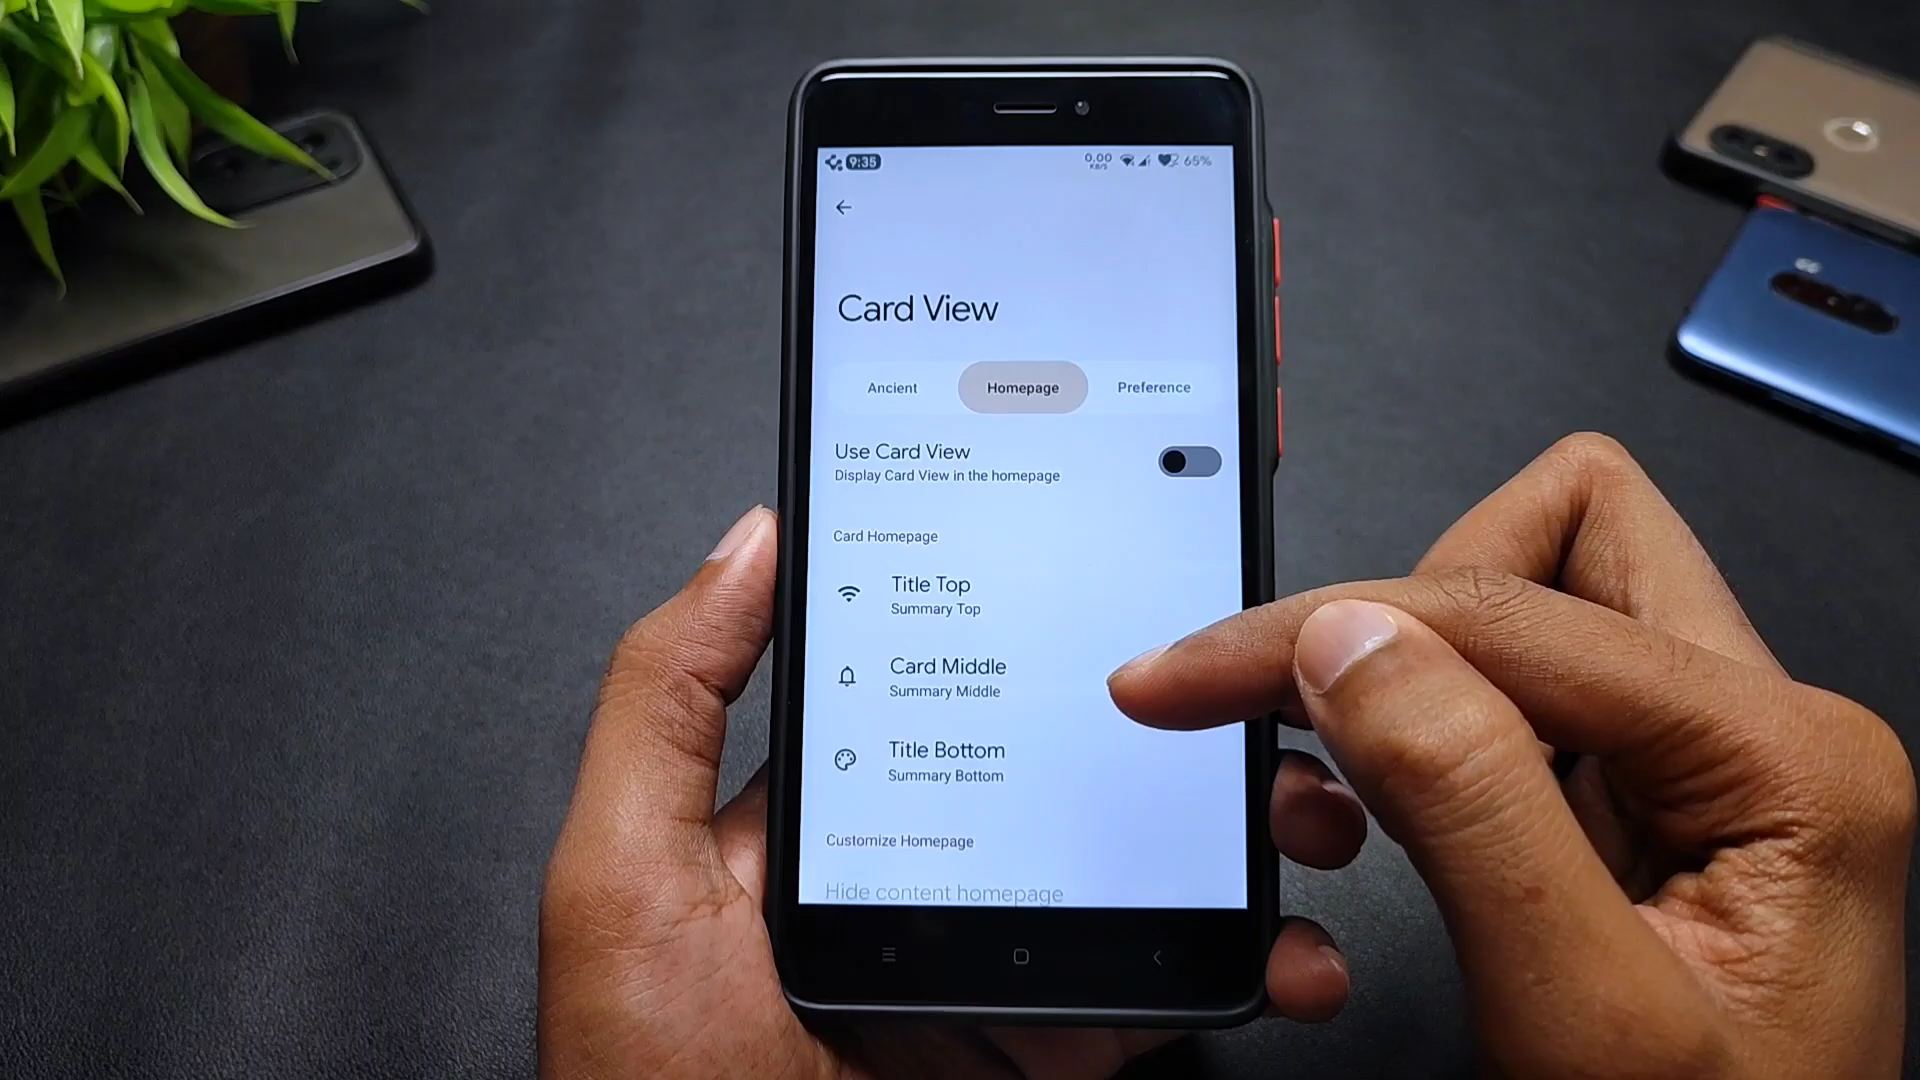 9:35
0.00
KB/S
65%
Card View
Ancient
Homepage
Preference
Use Card View
Display Card View in the homepage
Card Homepage
Title Top
Summary Top
Card Middle
Summary Middle
Title Bottom
Summary Bottom
Customize Homepage
Hide content homepage